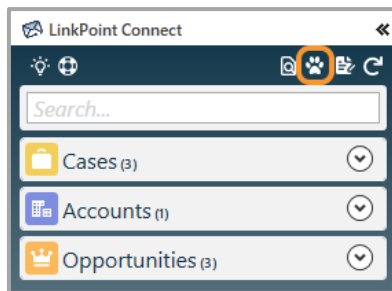 LinkPoint Connect
Search...
Cases (3)
Accounts (1)
Opportunities (3)